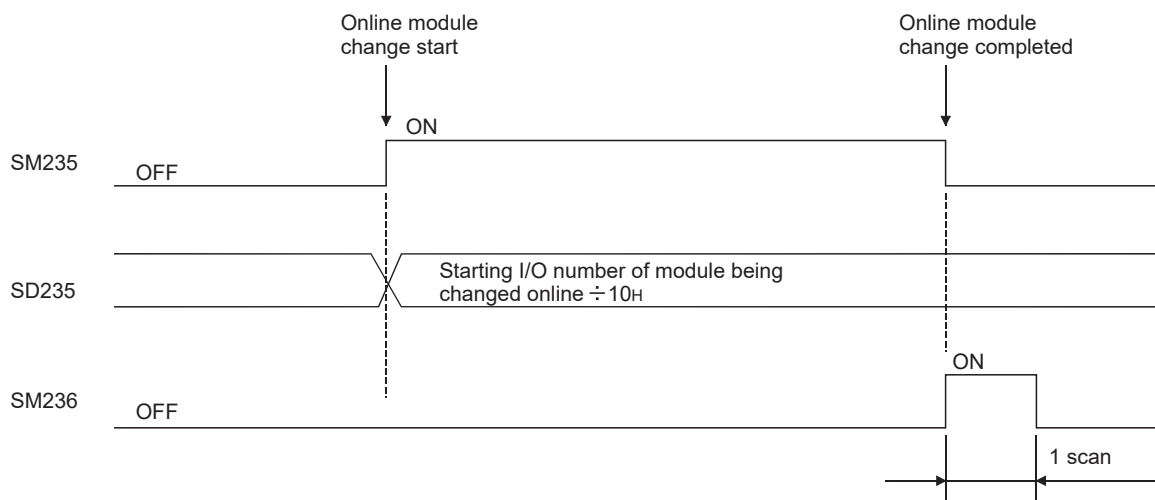 Online module
change start
Online module
change completed
ON
SM235
OFF
Starting I/O number of module being
changed online ÷10H
SD235
ON
SM236
OFF
1 scan